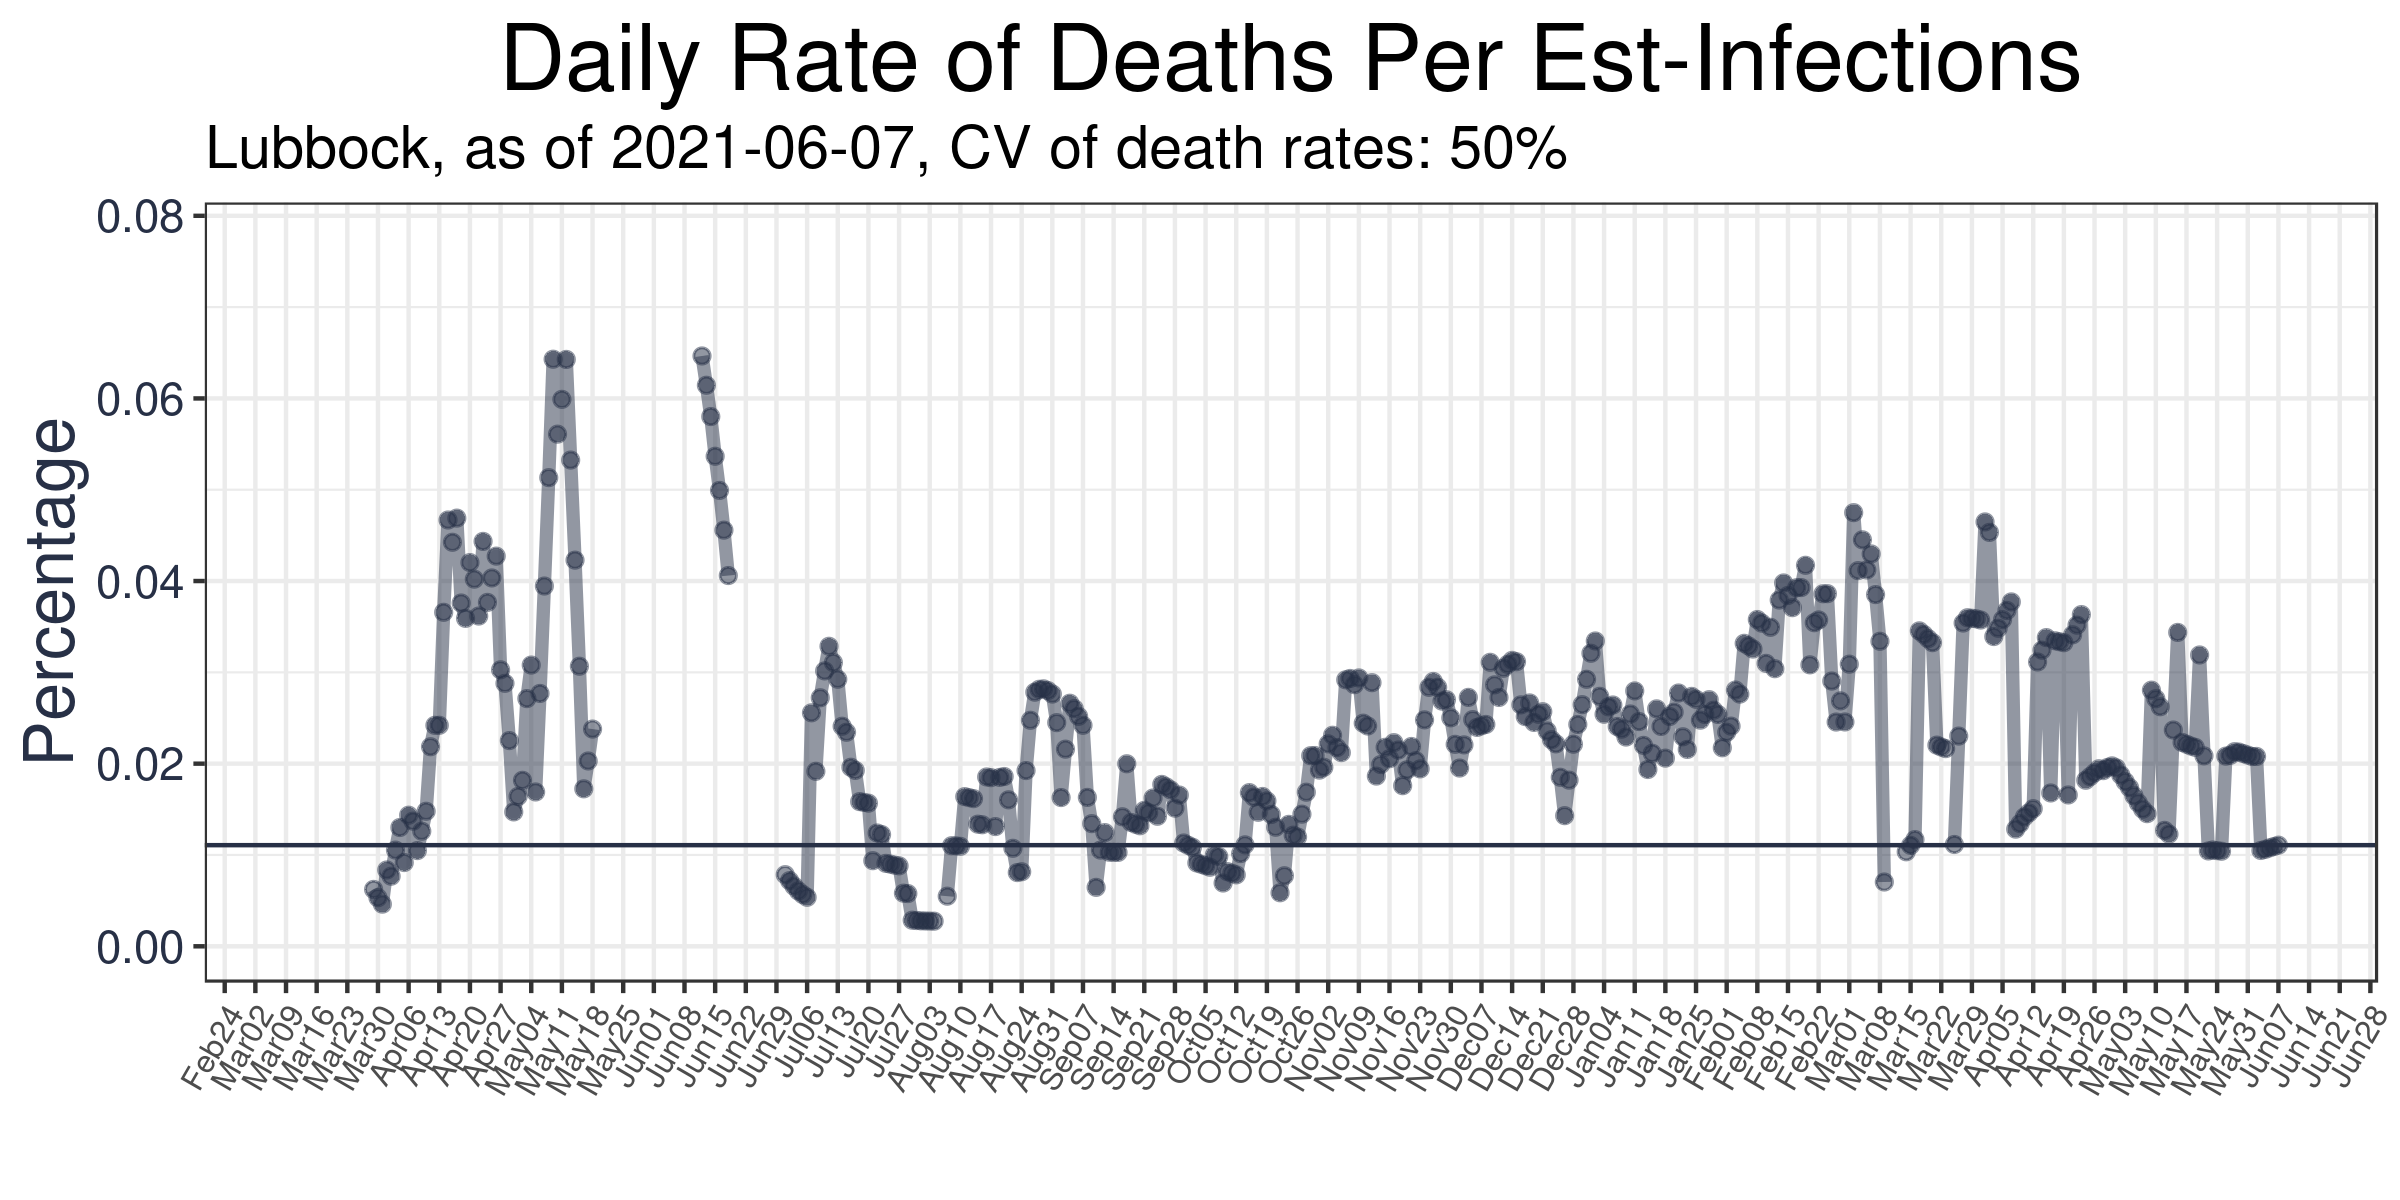 Daily Rate of Deaths Per Est-Infections
Lubbock, as of 2021-06-07, CV of death rates: 50%
Percentage
0.08
0.06
0.04
0.02
0.00
Feb24
Mar02
Mar09
Mar16
Mar23
Mar30
Apr06
Apr13
Apr20
Apr27
May04
May11
May18
May25
Jun01
Jun08
Jun15
Jun22
Jun29
Jul06
Jul13
Jul20
Jul27
Aug03
Aug10
Aug17
Aug24
Aug31
Sep07
Sep14
Sep21
Sep28
Oct05
Oct12
Oct19
Oct26
Nov02
Nov09
Nov16
Nov23
Nov30
Dec07
Dec14
Dec21
Dec28
Jan04
Jan11
Jan18
Jan25
Feb01
Feb08
Feb15
Feb22
Mar01
Mar08
Mar15
Mar22
Mar29
Apr05
Apr12
Apr19
Apr26
May03
May10
May17
May24
May31
Jun07
Jun14
Jun21
Jun28